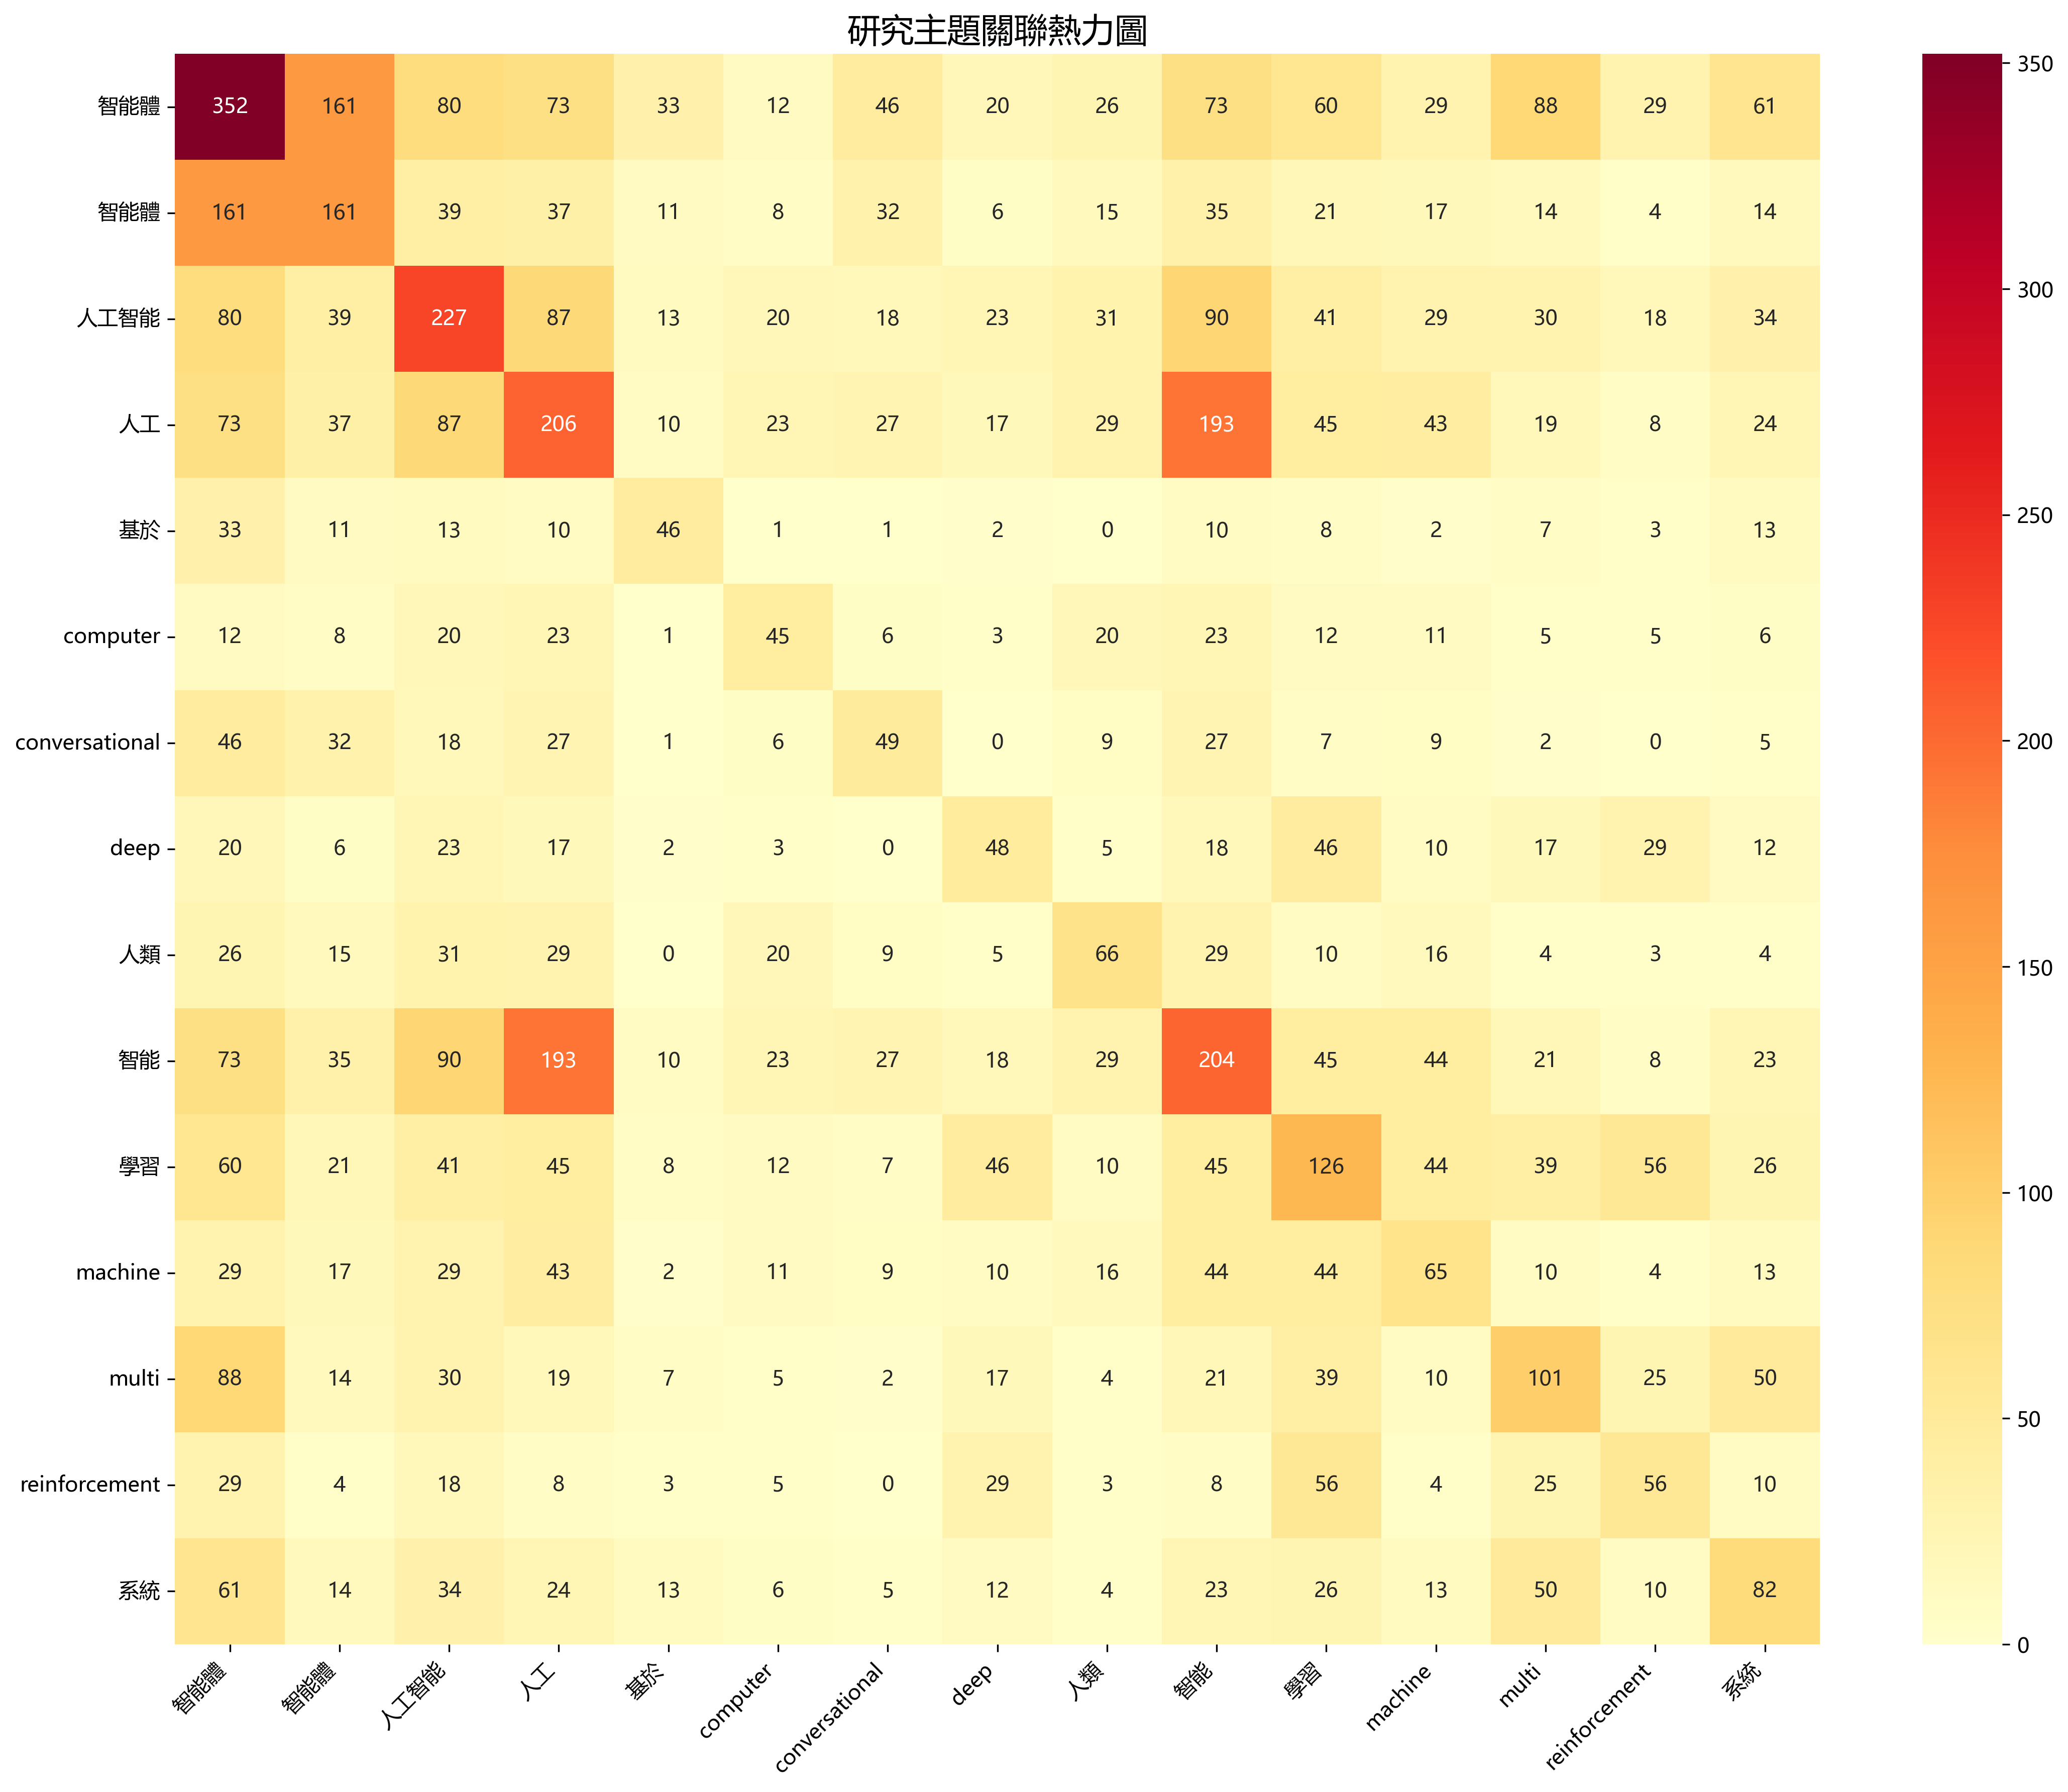 研究主題關聯熱力圖
智能體 352 161 80 73 33 12 46 20 26 73 60 29 88 29 61
智能體 161 161 39 37 11 8 32 6 15 35 21 17 14 4 14
人工智能 80 39 227 87 13 20 18 23 31 90 41 29 30 18 34
人工 73 37 87 206 10 23 27 17 29 193 45 43 19 8 24
基於 33 11 13 10 46 1 1 2 0 10 8 2 7 3 13
computer 12 8 20 23 1 45 6 3 20 23 12 11 5 5 6
conversational 46 32 18 27 1 6 49 0 9 27 7 9 2 0 5
deep 20 6 23 17 2 3 0 48 5 18 46 10 17 29 12
人類 26 15 31 29 0 20 9 5 66 29 10 16 4 3 4
智能 73 35 90 193 10 23 27 18 29 204 45 44 21 8 23
學習 60 21 41 45 8 12 7 46 10 45 126 44 39 56 26
machine 29 17 29 43 2 11 9 10 16 44 44 65 10 4 13
multi 88 14 30 19 7 5 2 17 4 21 39 10 101 25 50
reinforcement 29 4 18 8 3 5 0 29 3 8 56 4 25 56 10
系統 61 14 34 24 13 6 5 12 4 23 26 13 50 10 82
智能體 智能體 人工智能 人工 基於 computer conversational deep 人類 智能 學習 machine multi reinforcement 系統
350
300
250
200
150
100
50
0